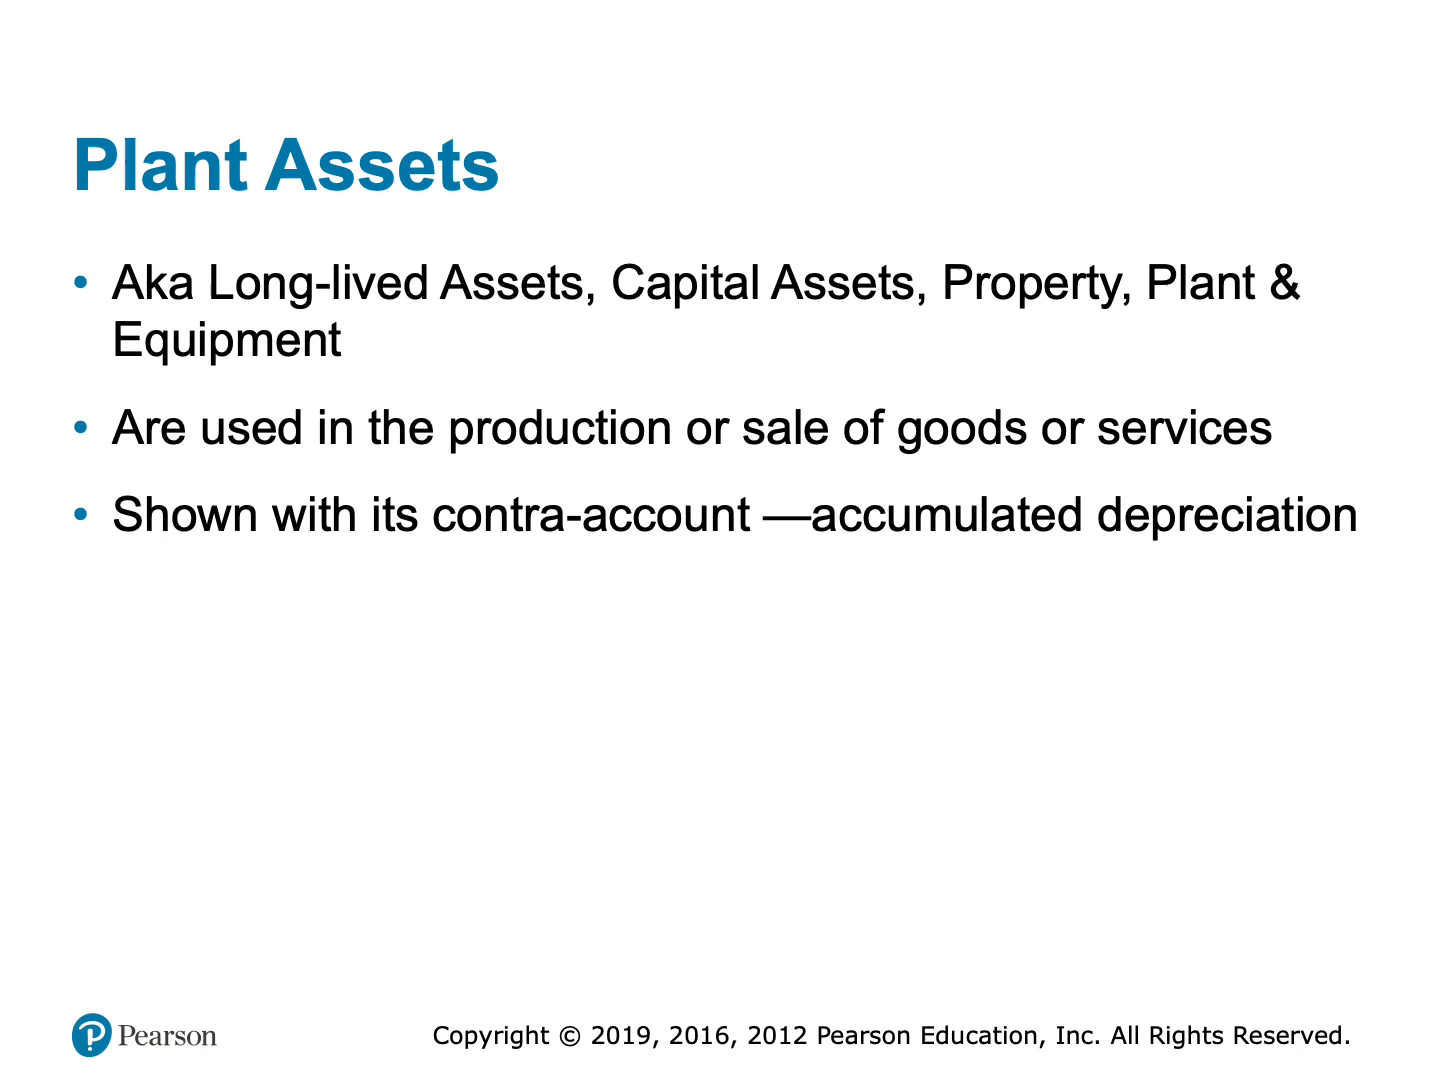 Plant Assets
• Aka Long-lived Assets, Capital Assets, Property, Plant &
Equipment
• Are used in the production or sale of goods or services
• Shown with its contra-account —accumulated depreciation
Pearson
Copyright © 2019, 2016, 2012 Pearson Education, Inc. All Rights Reserved.